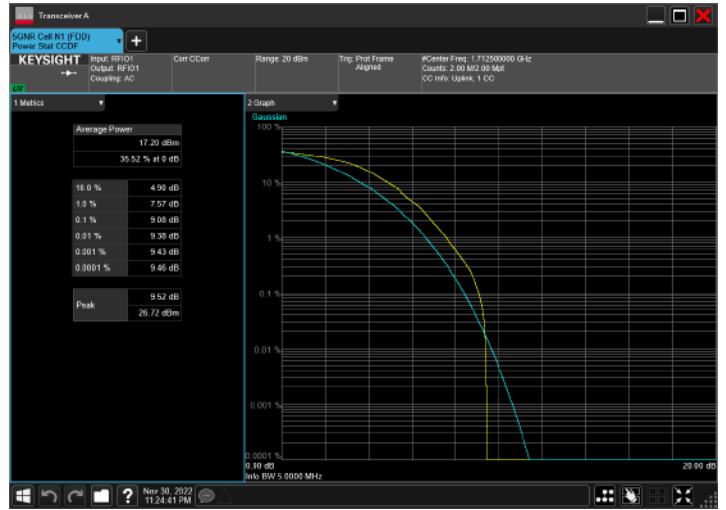 Transceiver A
5GNR Cell N1 (FDD)
Power Stat CCDF
KEYSIGHT
Input: RFIO1
Output: RFIO1
Coupling: AC
Corr CCorr
Range: 20 dBm
Trig: Prot Frame
Aligned
#Center Freq: 1.712500000 GHz
Counts: 2.00 M/2.00 Mpt
CC Info: Uplink, 1 CC
1 Metrics
Average Power
17.20 dBm
35.52 % at 0 dB
10.0 % 4.90 dB
1.0 % 7.57 dB
0.1 % 9.08 dB
0.01 % 9.38 dB
0.001 % 9.43 dB
0.0001 % 9.46 dB
Peak 9.52 dB
26.72 dBm
2 Graph
Gaussian
100 %
10 %
1 %
0.1 %
0.01 %
0.001 %
0.0001 %
0.00 dB
20.00 dB
Info BW 5.0000 MHz
Nov 30, 2022
11:24:41 PM